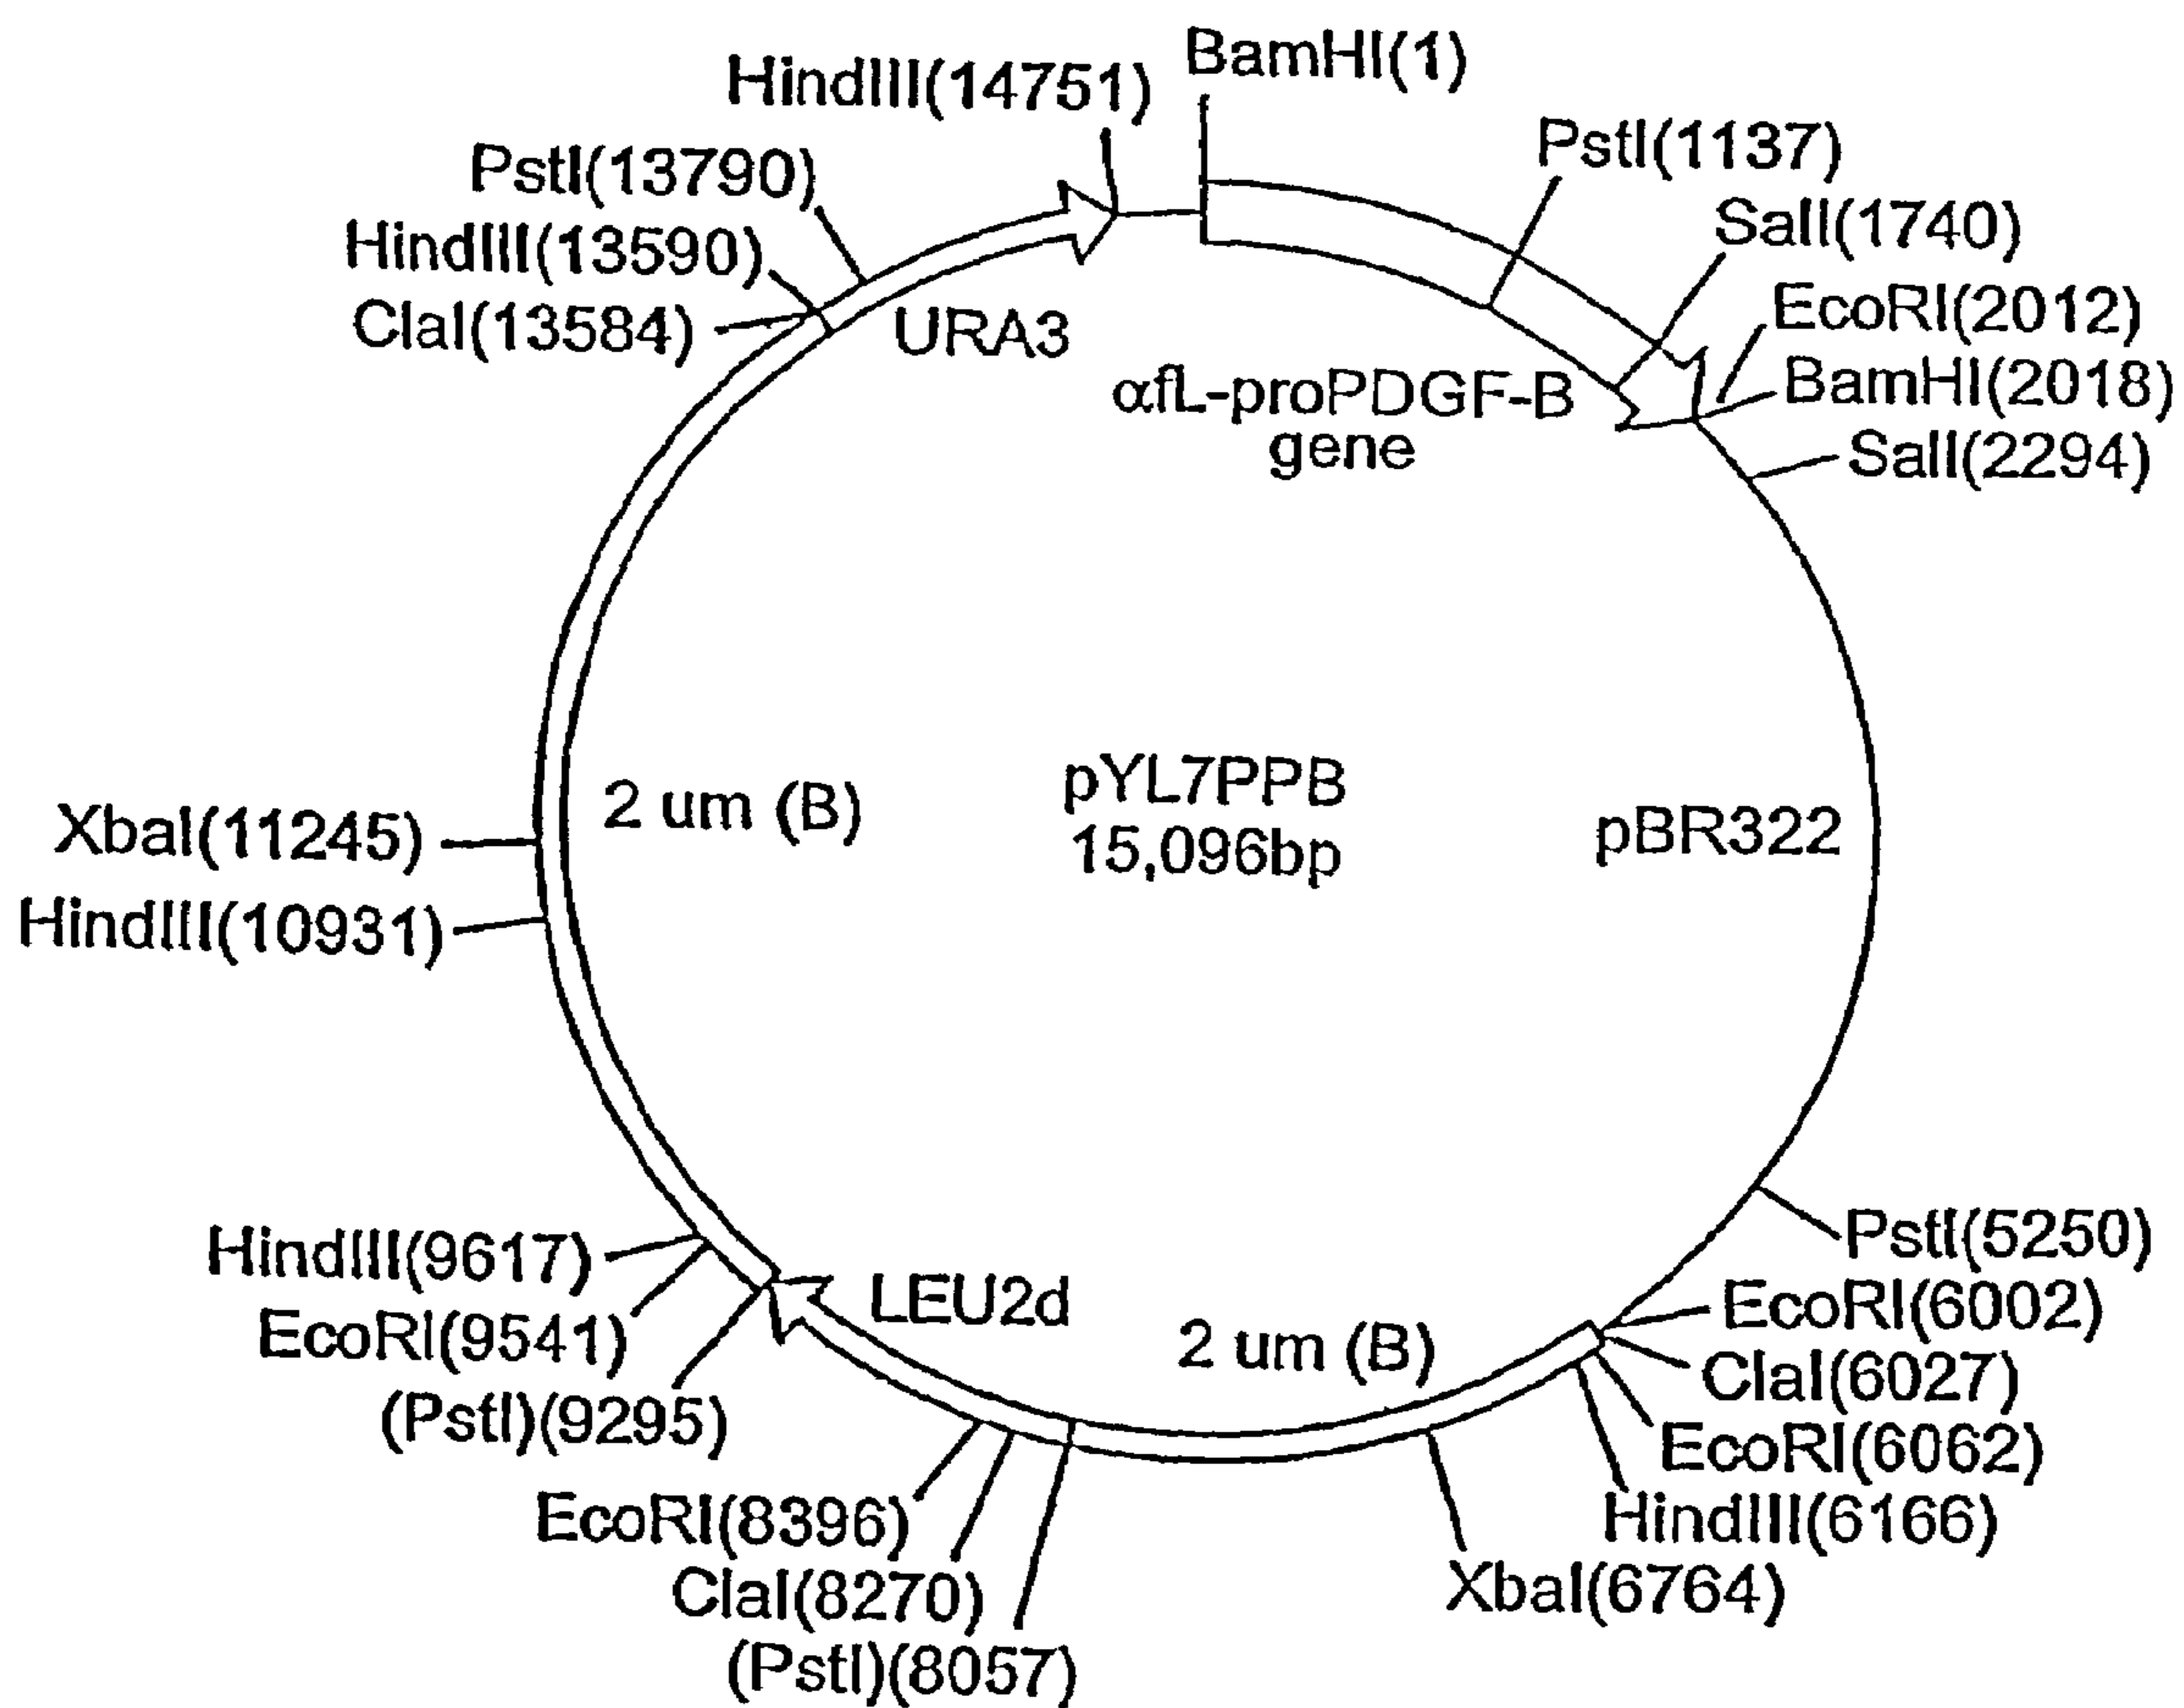 BamHI(1)
HindIII(14751)
PstI(1137)
PstI(13790)
SalI(1740)
HindIII(13590)
EcoRI(2012)
ClaI(13584)
URA3
BamHI(2018)
αfL-proPDGF-B
gene
SalI(2294)
2 um (B)
pYL7PPB
15,096bp
pBR322
XbaI(11245)
HindIII(10931)
PstI(5250)
HindIII(9617)
LEU2d
EcoRI(6002)
EcoRI(9541)
2 um (B)
ClaI(6027)
(PstI)(9295)
EcoRI(6062)
EcoRI(8396)
HindIII(6166)
ClaI(8270)
XbaI(6764)
(PstI)(8057)